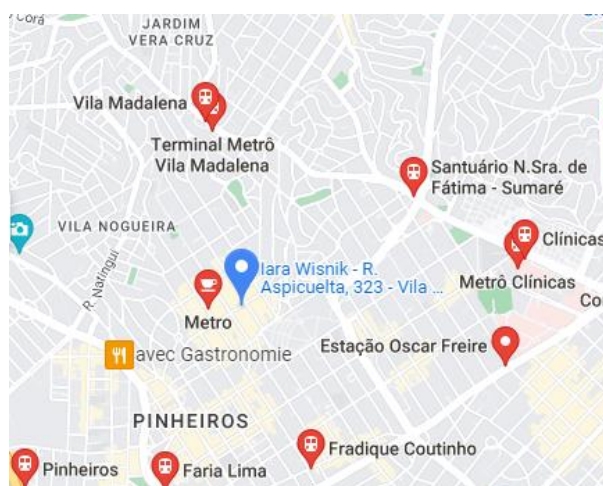 JARDIM
VERA CRUZ
Vila Madalena
Terminal Metrô
Vila Madalena
Santuário N.Sra. de
Fátima - Sumaré
VILA NOGUEIRA
R. Natingui
Clínicas
Iara Wisnik - R.
Aspicuelta, 323 - Vila ...
Metrô Clínicas
Co
Metro
Estação Oscar Freire
avec Gastronomie
PINHEIROS
Fradique Coutinho
Pinheiros
Faria Lima